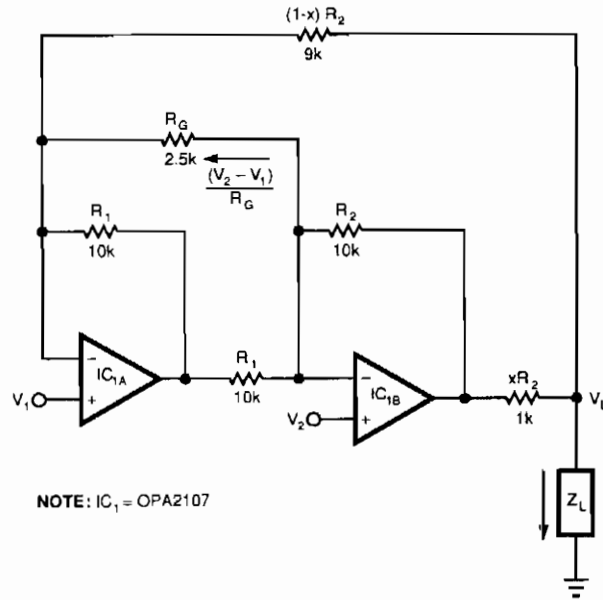 (1-x) R2
9k
RG
2.5k
(V2 – V1)
RG
R1
10k
R2
10k
IC1A
–
+
V1
R1
10k
IC1B
–
+
V2
xR2
1k
ZL
NOTE: IC1 = OPA2107